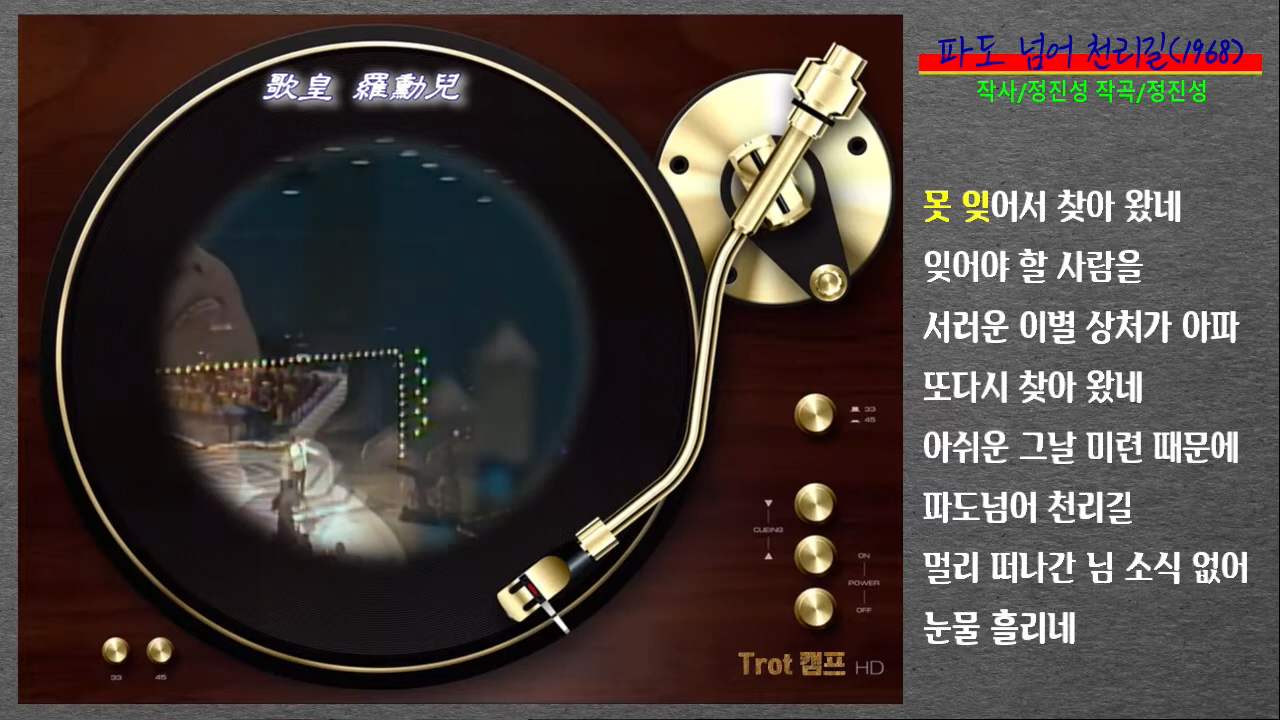 歌皇 羅勳兒
파도 넘어 천리길(1968)
작사/정진성 작곡/정진성
못 잊어서 찾아 왔네
잊어야 할 사람을
서러운 이별 상처가 아파
또다시 찾아 왔네
아쉬운 그날 미련 때문에
파도넘어 천리길
멀리 떠나간 님 소식 없어
눈물 흘리네
33
45
CUEING
ON
POWER
OFF
33 45
Trot 캠프 HD